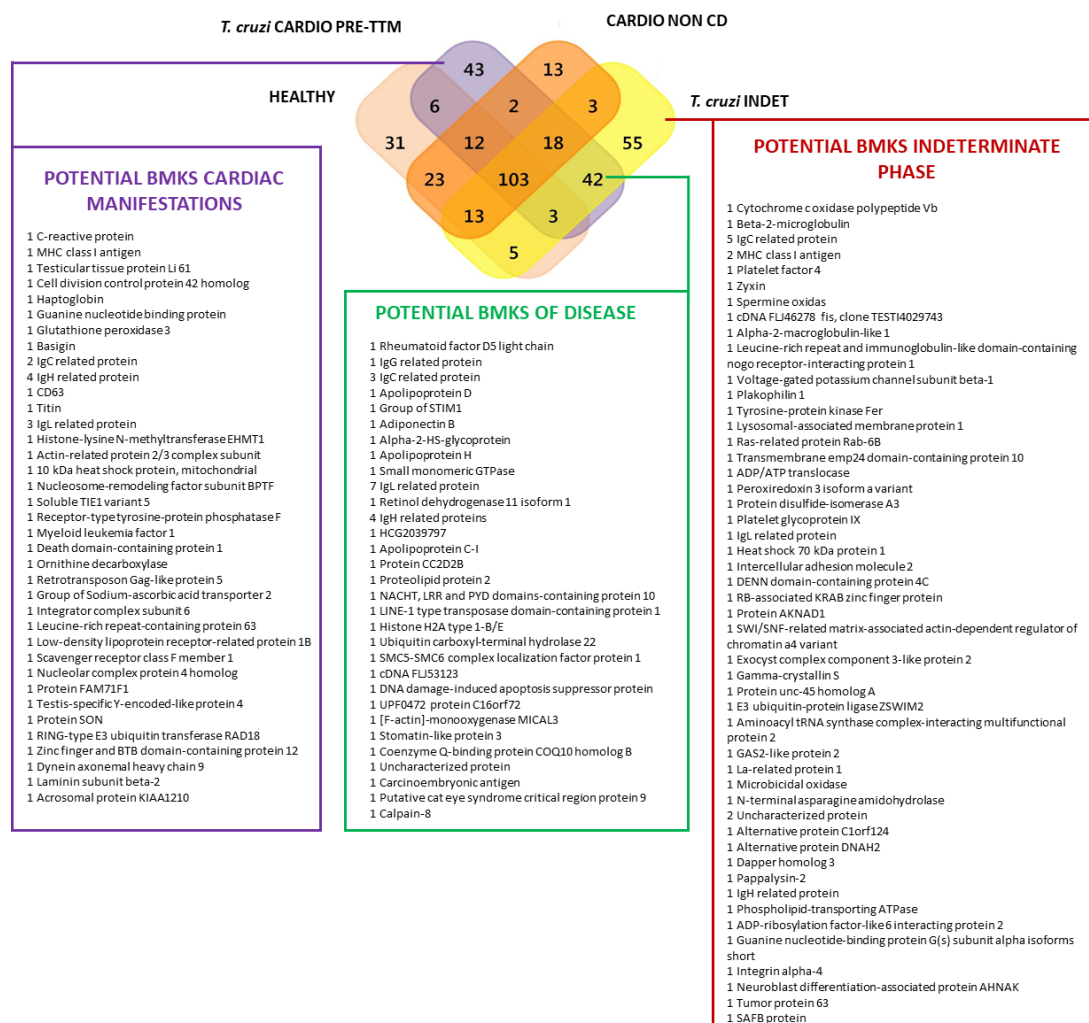 T. cruzi CARDIO PRE-TTM
CARDIO NON CD
HEALTHY
T. cruzi INDET
43
13
6
2
3
31
12
18
55
23
103
42
13
3
5
POTENTIAL BMKS CARDIAC
MANIFESTATIONS
1 C-reactive protein
1 MHC class I antigen
1 Testicular tissue protein Li 61
1 Cell division control protein 42 homolog
1 Haptoglobin
1 Guanine nucleotide binding protein
1 Glutathione peroxidase 3
1 Basigin
2 IgC related protein
4 IgH related protein
1 CD63
1 Titin
3 IgL related protein
1 Histone-lysine N-methyltransferase EHMT1
1 Actin-related protein 2/3 complex subunit
1 10 kDa heat shock protein, mitochondrial
1 Nucleosome-remodeling factor subunit BPTF
1 Soluble TIE1 variant 5
1 Receptor-type tyrosine-protein phosphatase F
1 Myeloid leukemia factor 1
1 Death domain-containing protein 1
1 Ornithine decarboxylase
1 Retrotransposon Gag-like protein 5
1 Group of Sodium-ascorbic acid transporter 2
1 Integrator complex subunit 6
1 Leucine-rich repeat-containing protein 63
1 Low-density lipoprotein receptor-related protein 1B
1 Scavenger receptor class F member 1
1 Nucleolar complex protein 4 homolog
1 Protein FAM71F1
1 Testis-specific Y-encoded-like protein 4
1 Protein SON
1 RING-type E3 ubiquitin transferase RAD18
1 Zinc finger and BTB domain-containing protein 12
1 Dynein axonemal heavy chain 9
1 Laminin subunit beta-2
1 Acrosomal protein KIAA1210
POTENTIAL BMKS OF DISEASE
1 Rheumatoid factor D5 light chain
1 IgG related protein
3 IgC related protein
1 Apolipoprotein D
1 Group of STIM1
1 Adiponectin B
1 Alpha-2-HS-glycoprotein
1 Apolipoprotein H
1 Small monomeric GTPase
7 IgL related protein
1 Retinol dehydrogenase 11 isoform 1
4 IgH related proteins
1 HCG2039797
1 Apolipoprotein C-I
1 Protein CC2D2B
1 Proteolipid protein 2
1 NACHT, LRR and PYD domains-containing protein 10
1 LINE-1 type transposase domain-containing protein 1
1 Histone H2A type 1-B/E
1 Ubiquitin carboxyl-terminal hydrolase 22
1 SMC5-SMC6 complex localization factor protein 1
1 cDNA FLJ53123
1 DNA damage-induced apoptosis suppressor protein
1 UPF0472 protein C16orf72
1 [F-actin]-monooxygenase MICAL3
1 Stomatin-like protein 3
1 Coenzyme Q-binding protein COQ10 homolog B
1 Uncharacterized protein
1 Carcinoembryonic antigen
1 Putative cat eye syndrome critical region protein 9
1 Calpain-8
POTENTIAL BMKS INDETERMINATE
PHASE
1 Cytochrome c oxidase polypeptide Vb
1 Beta-2-microglobulin
5 IgC related protein
2 MHC class I antigen
1 Platelet factor 4
1 Zyxin
1 Spermine oxidas
1 cDNA FLJ46278 fis, clone TESTI4029743
1 Alpha-2-macroglobulin-like 1
1 Leucine-rich repeat and immunoglobulin-like domain-containing
nogo receptor-interacting protein 1
1 Voltage-gated potassium channel subunit beta-1
1 Plakophilin 1
1 Tyrosine-protein kinase Fer
1 Lysosomal-associated membrane protein 1
1 Ras-related protein Rab-6B
1 Transmembrane emp24 domain-containing protein 10
1 ADP/ATP translocase
1 Peroxiredoxin 3 isoform a variant
1 Protein disulfide-isomerase A3
1 Platelet glycoprotein IX
1 IgL related protein
1 Heat shock 70 kDa protein 1
1 Intercellular adhesion molecule 2
1 DENN domain-containing protein 4C
1 RB-associated KRAB zinc finger protein
1 Protein AKNAD1
1 SWI/SNF-related matrix-associated actin-dependent regulator of
chromatin a4 variant
1 Exocyst complex component 3-like protein 2
1 Gamma-crystallin S
1 Protein unc-45 homolog A
1 E3 ubiquitin-protein ligase ZSWIM2
1 Aminoacyl tRNA synthase complex-interacting multifunctional
protein 2
1 GAS2-like protein 2
1 La-related protein 1
1 Microbicidal oxidase
1 N-terminal asparagine amidohydrolase
2 Uncharacterized protein
1 Alternative protein C1orf124
1 Alternative protein DNAH2
1 Dapper homolog 3
1 Pappalysin-2
1 IgH related protein
1 Phospholipid-transporting ATPase
1 ADP-ribosylation factor-like 6 interacting protein 2
1 Guanine nucleotide-binding protein G(s) subunit alpha isoforms
short
1 Integrin alpha-4
1 Neuroblast differentiation-associated protein AHNAK
1 Tumor protein 63
1 SAFB protein